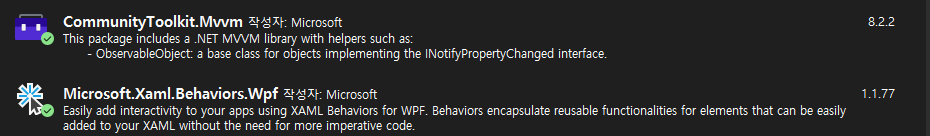 CommunityToolkit.Mvvm 작성자: Microsoft 8.2.2
This package includes a .NET MVVM library with helpers such as:
- ObservableObject: a base class for objects implementing the INotifyPropertyChanged interface.
Microsoft.Xaml.Behaviors.Wpf 작성자: Microsoft 1.1.77
Easily add interactivity to your apps using XAML Behaviors for WPF. Behaviors encapsulate reusable functionalities for elements that can be easily
added to your XAML without the need for more imperative code.